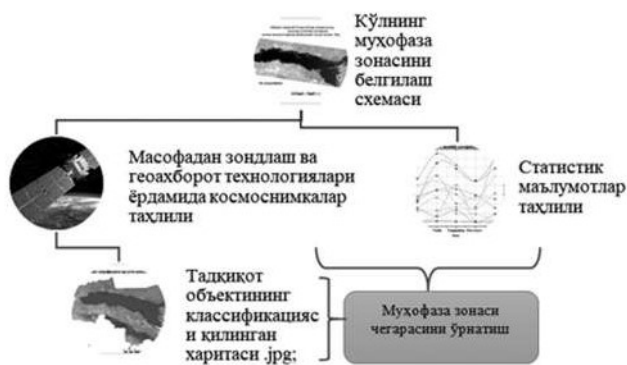 Кўлнинг
муҳофаза
зонасини
белгилаш
схемаси
Масофадан зондлаш ва
геоахборот технологиялари
ёрдамида космоснимкалар
таҳлили
Статистик
маълумотлар
таҳлили
Тадқиқот
объектининг
классификацияс
и қилинган
харитаси .jpg;
Муҳофаза зонаси
чегарасини ўрнатиш